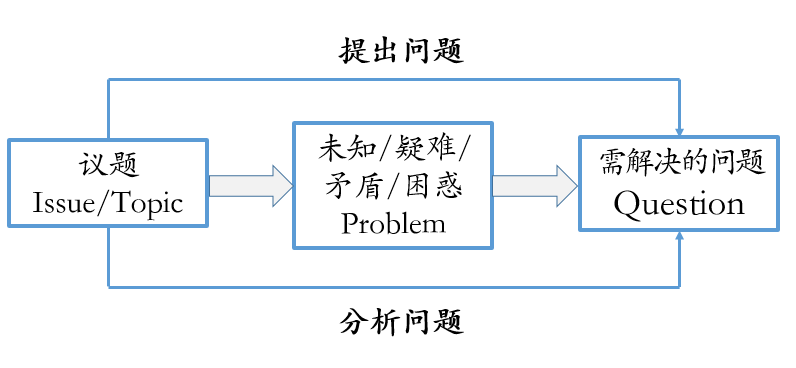 提出问题
议题
Issue/Topic
未知/疑难/
矛盾/困惑
Problem
需解决的问题
Question
分析问题